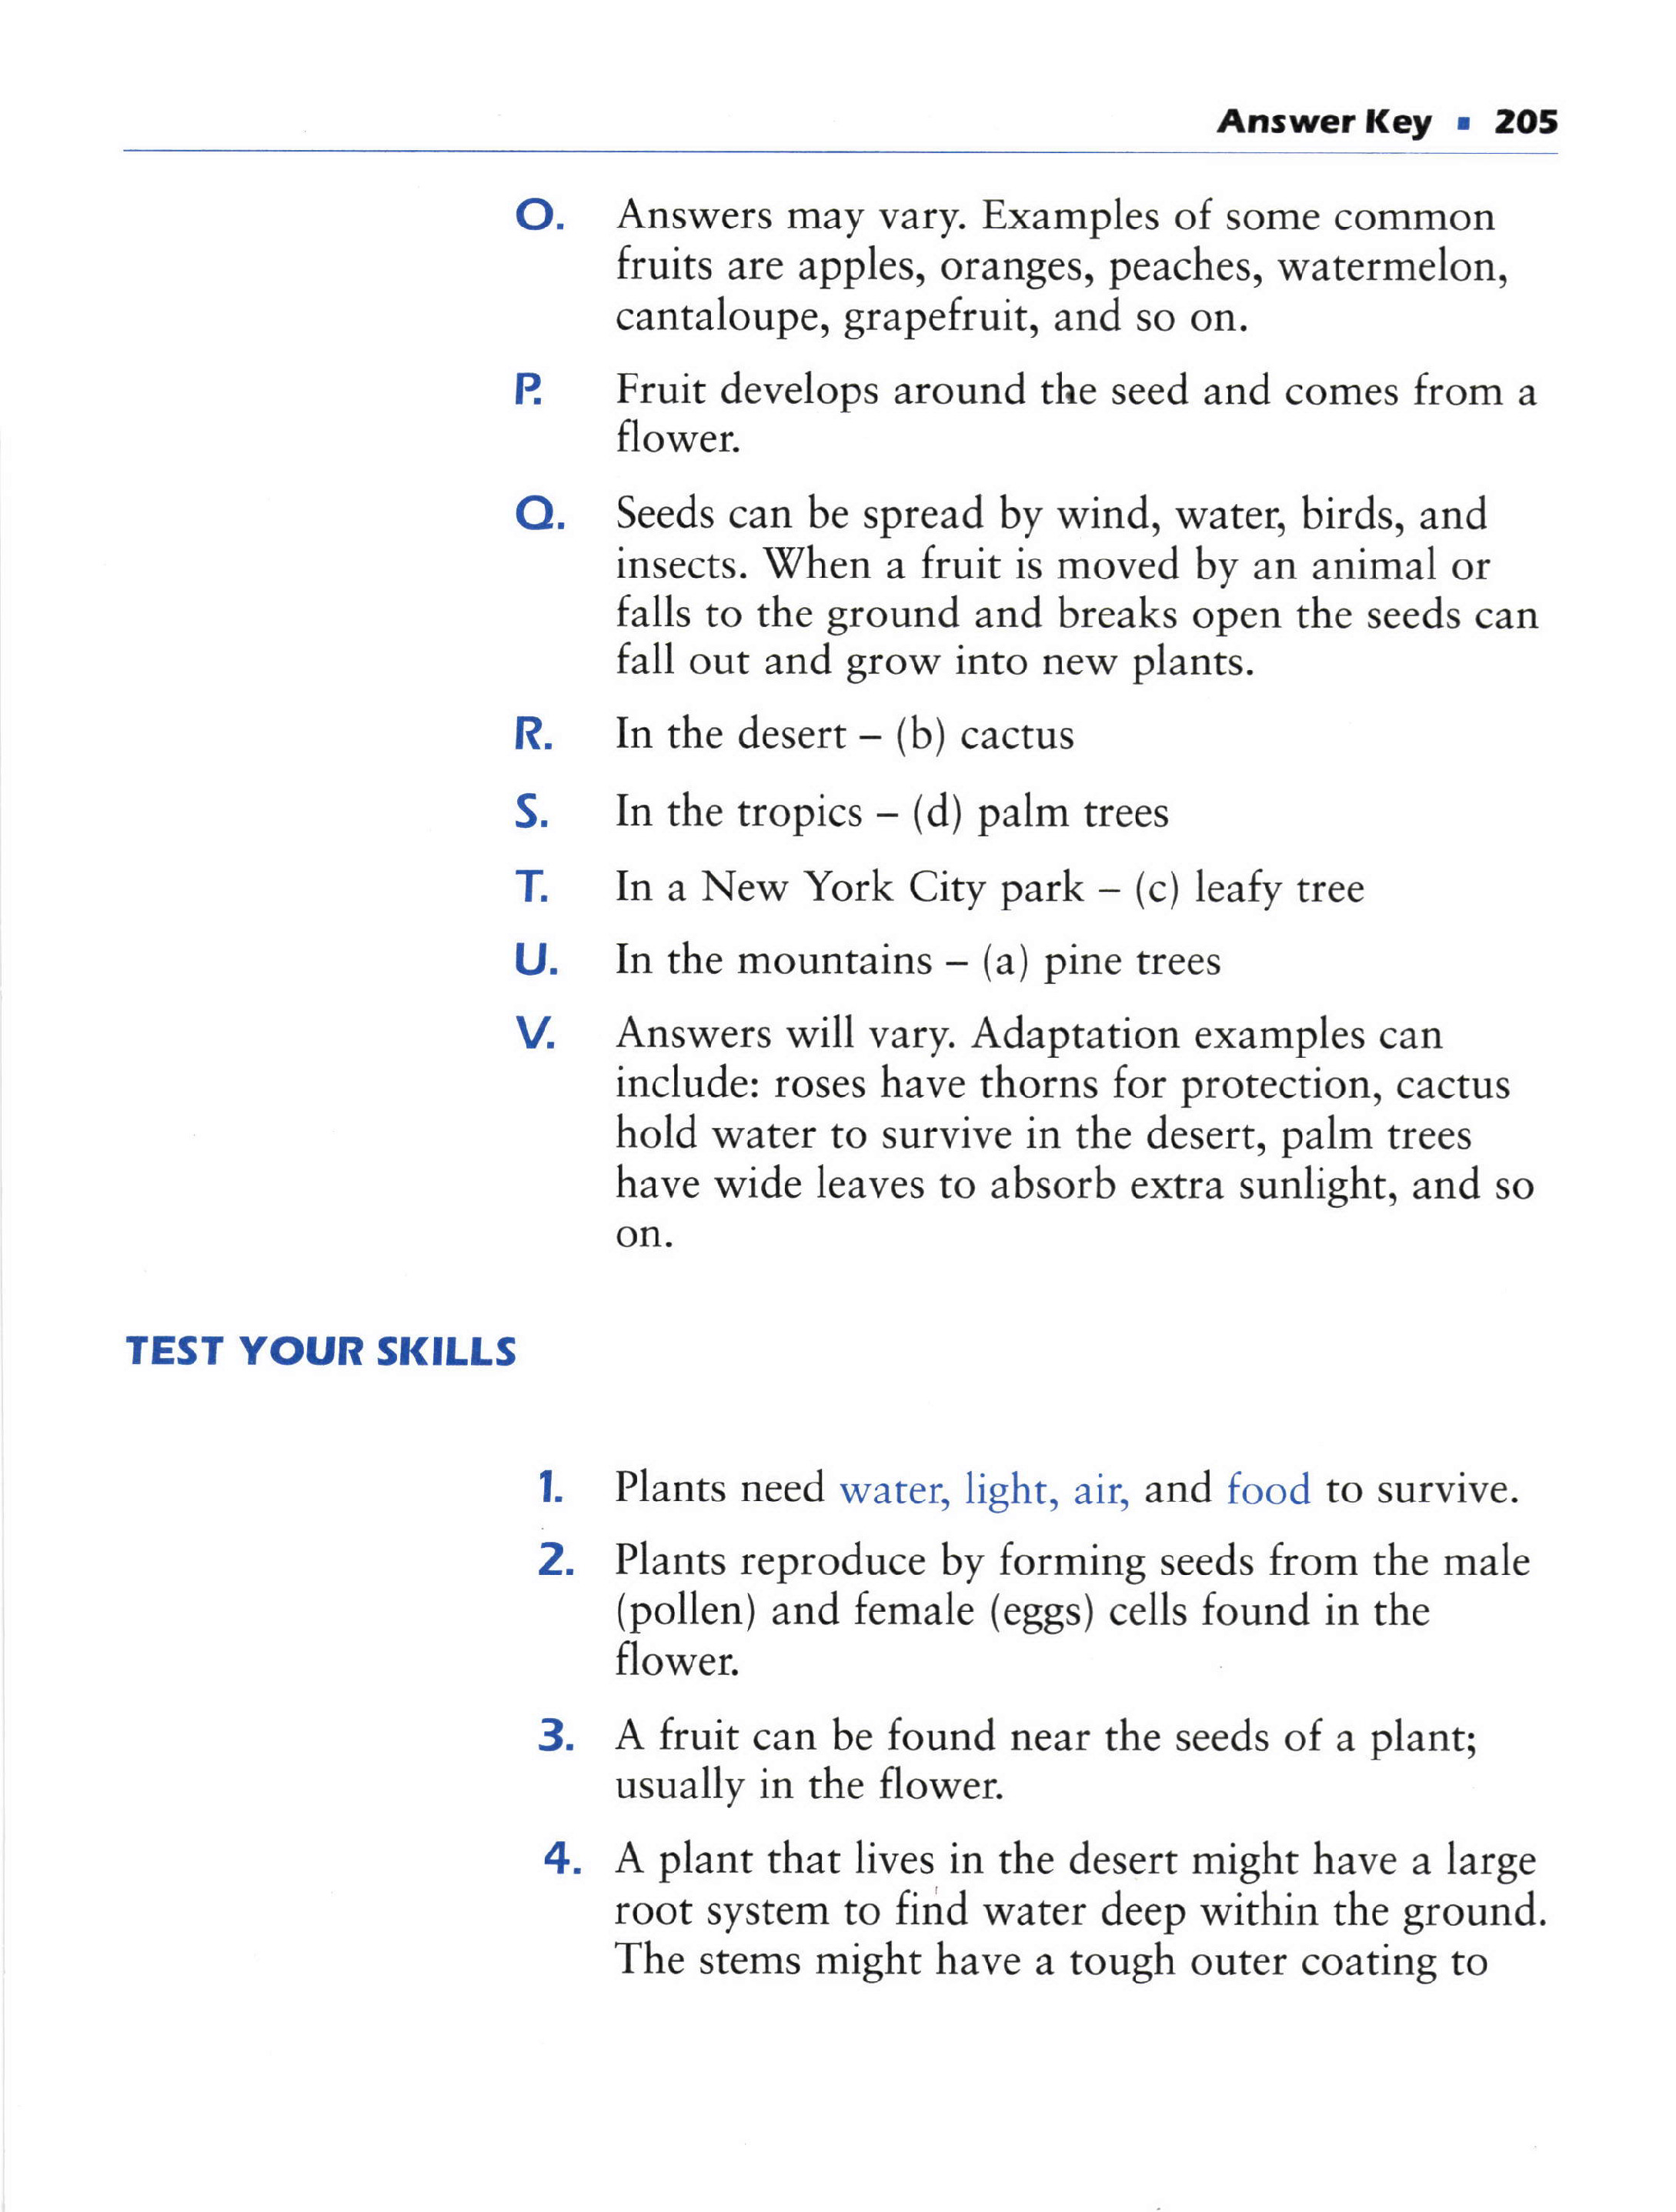 Answer Key ▪ 205
O. Answers may vary. Examples of some common
fruits are apples, oranges, peaches, watermelon,
cantaloupe, grapefruit, and so on.
P. Fruit develops around the seed and comes from a
flower.
Q. Seeds can be spread by wind, water, birds, and
insects. When a fruit is moved by an animal or
falls to the ground and breaks open the seeds can
fall out and grow into new plants.
R. In the desert – (b) cactus
S. In the tropics – (d) palm trees
T. In a New York City park – (c) leafy tree
U. In the mountains – (a) pine trees
V. Answers will vary. Adaptation examples can
include: roses have thorns for protection, cactus
hold water to survive in the desert, palm trees
have wide leaves to absorb extra sunlight, and so
on.
TEST YOUR SKILLS
1. Plants need water, light, air, and food to survive.
2. Plants reproduce by forming seeds from the male
(pollen) and female (eggs) cells found in the
flower.
3. A fruit can be found near the seeds of a plant;
usually in the flower.
4. A plant that lives in the desert might have a large
root system to find water deep within the ground.
The stems might have a tough outer coating to